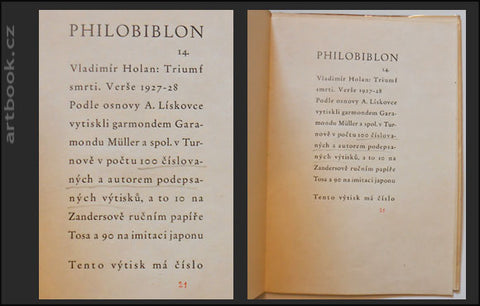 artbook.cz
PHILOBIBLON
14.
Vladimír Holan: Triumf
smrti. Verše 1927-28
Podle osnovy A. Lískovce
vytiskli garmondem Gara-
mondu Müller a spol. v Tur-
nově v počtu 100 číslova-
ných a autorem podepsa-
ných výtisků, a to 10 na
Zandersově ručním papíře
Tosa a 90 na imitaci japonu
Tento výtisk má číslo
21
PHILOBIBLON
14.
Vladimír Holan: Triumf
smrti. Verše 1927-28
Podle osnovy A. Lískovce
vytiskli garmondem Gara-
mondu Müller a spol. v Tur-
nově v počtu 100 číslova-
ných a autorem podepsa-
ných výtisků, a to 10 na
Zandersově ručním papíře
Tosa a 90 na imitaci japonu
Tento výtisk má číslo
21